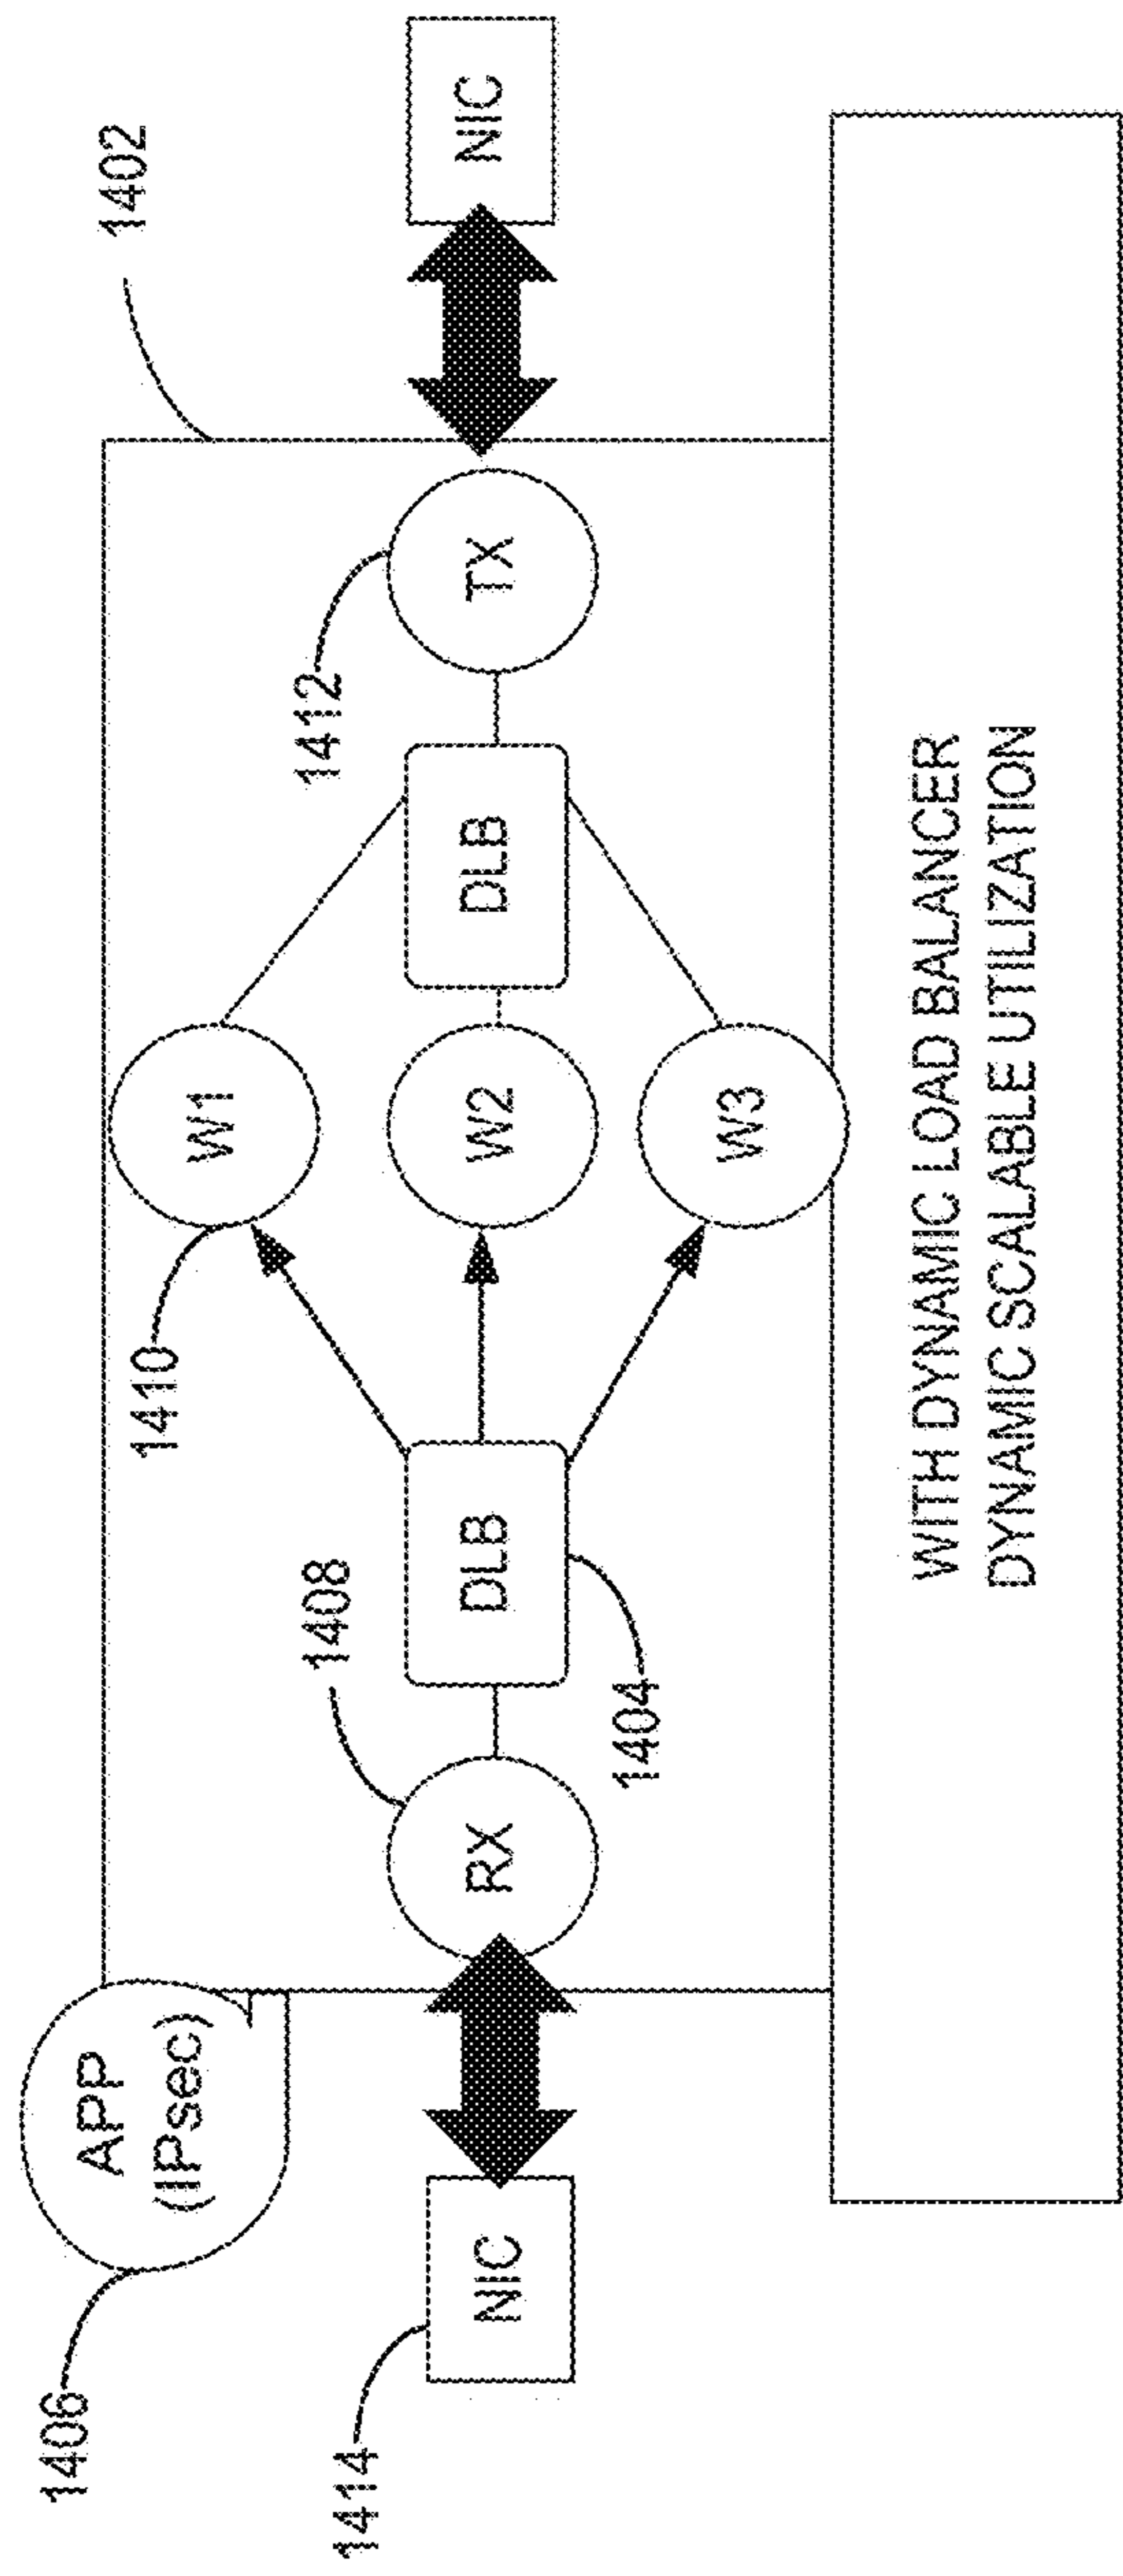 1406
APP
(IPsec)
1414
NIC
RX
1408
DLB
1404
1410
W1
W2
W3
DLB
1412
TX
1402
NIC
WITH DYNAMIC LOAD BALANCER
DYNAMIC SCALABLE UTILIZATION